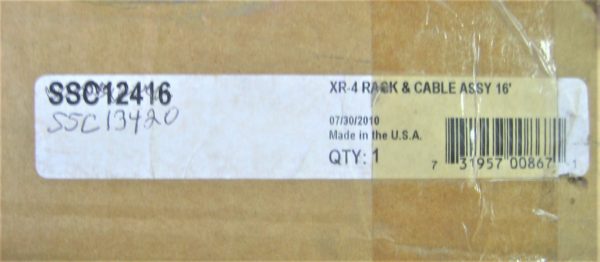 SSC12416
SSC13420
XR-4 RACK & CABLE ASSY 16'
07/30/2010
Made in the U.S.A.
QTY: 1
7 31957 00867 1